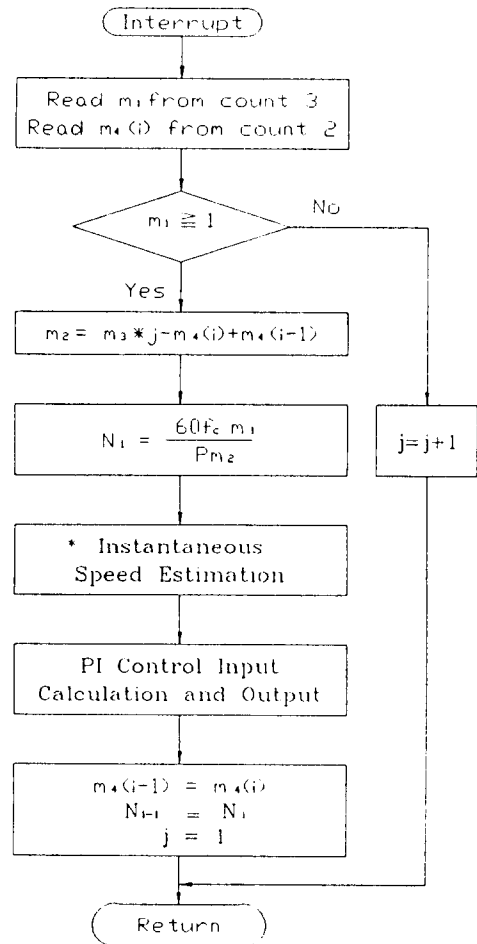 Interrupt
Read m₁ from count 3
Read m₄(i) from count 2
m₁ ≧ 1
No
Yes
m₂ = m₃*j-m₄(i)+m₄(i-1)
Nᵢ = 60f꜀ m₁ / Pm₂
j=j+1
* Instantaneous
Speed Estimation
PI Control Input
Calculation and Output
m₄(i-1) = m₄(i)
Nᵢ₋₁ = Nᵢ
j = 1
Return